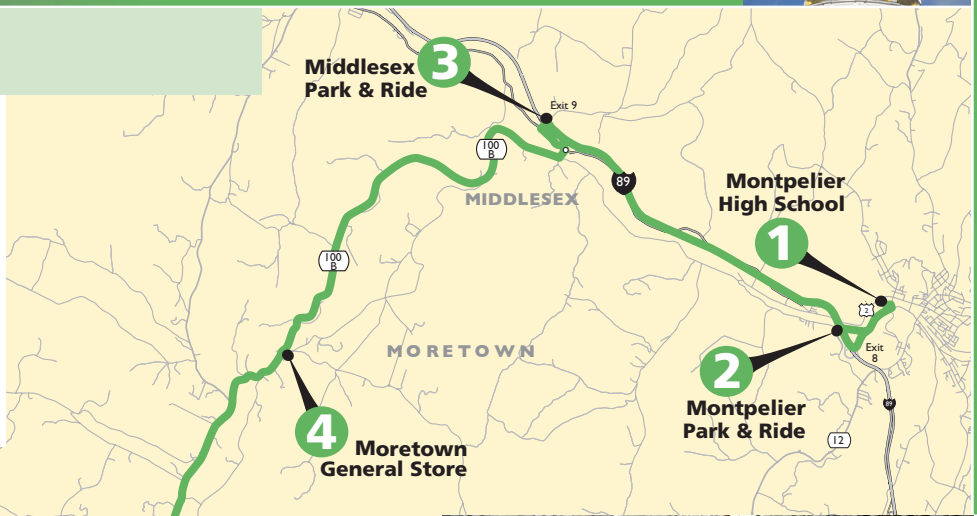 Middlesex
Park & Ride
3
Exit 9
100
B
89
MIDDLESEX
Montpelier
High School
1
100
B
2
MORETOWN
Exit
8
2
Montpelier
Park & Ride
89
12
4
Moretown
General Store